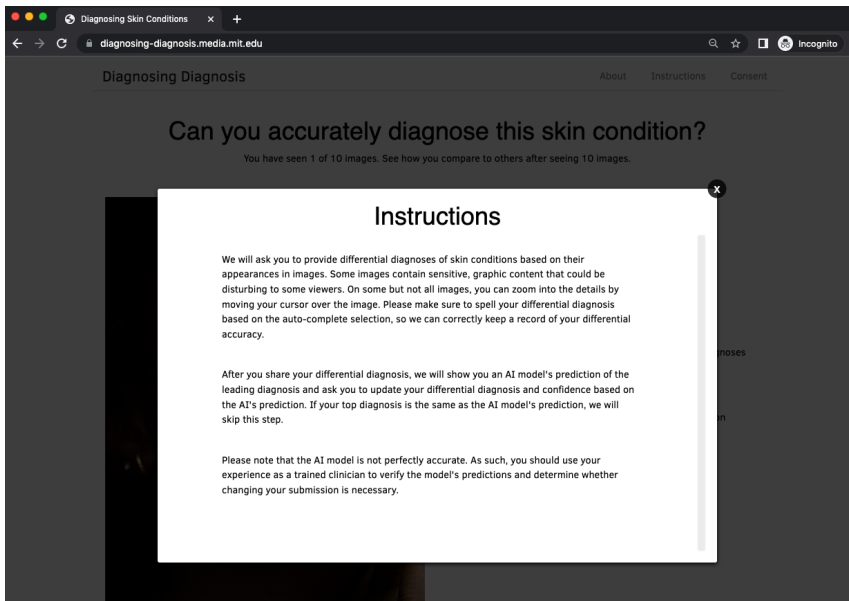 Diagnosing Skin Conditions
diagnosing-diagnosis.media.mit.edu
Incognito
Diagnosing Diagnosis
About Instructions Consent
Can you accurately diagnose this skin condition?
You have seen 1 of 10 images. See how you compare to others after seeing 10 images.
X
Instructions
We will ask you to provide differential diagnoses of skin conditions based on their
appearances in images. Some images contain sensitive, graphic content that could be
disturbing to some viewers. On some but not all images, you can zoom into the details by
moving your cursor over the image. Please make sure to spell your differential diagnosis
based on the auto-complete selection, so we can correctly keep a record of your differential
accuracy.
After you share your differential diagnosis, we will show you an AI model's prediction of the
leading diagnosis and ask you to update your differential diagnosis and confidence based on
the AI's prediction. If your top diagnosis is the same as the AI model's prediction, we will
skip this step.
Please note that the AI model is not perfectly accurate. As such, you should use your
experience as a trained clinician to verify the model's predictions and determine whether
changing your submission is necessary.